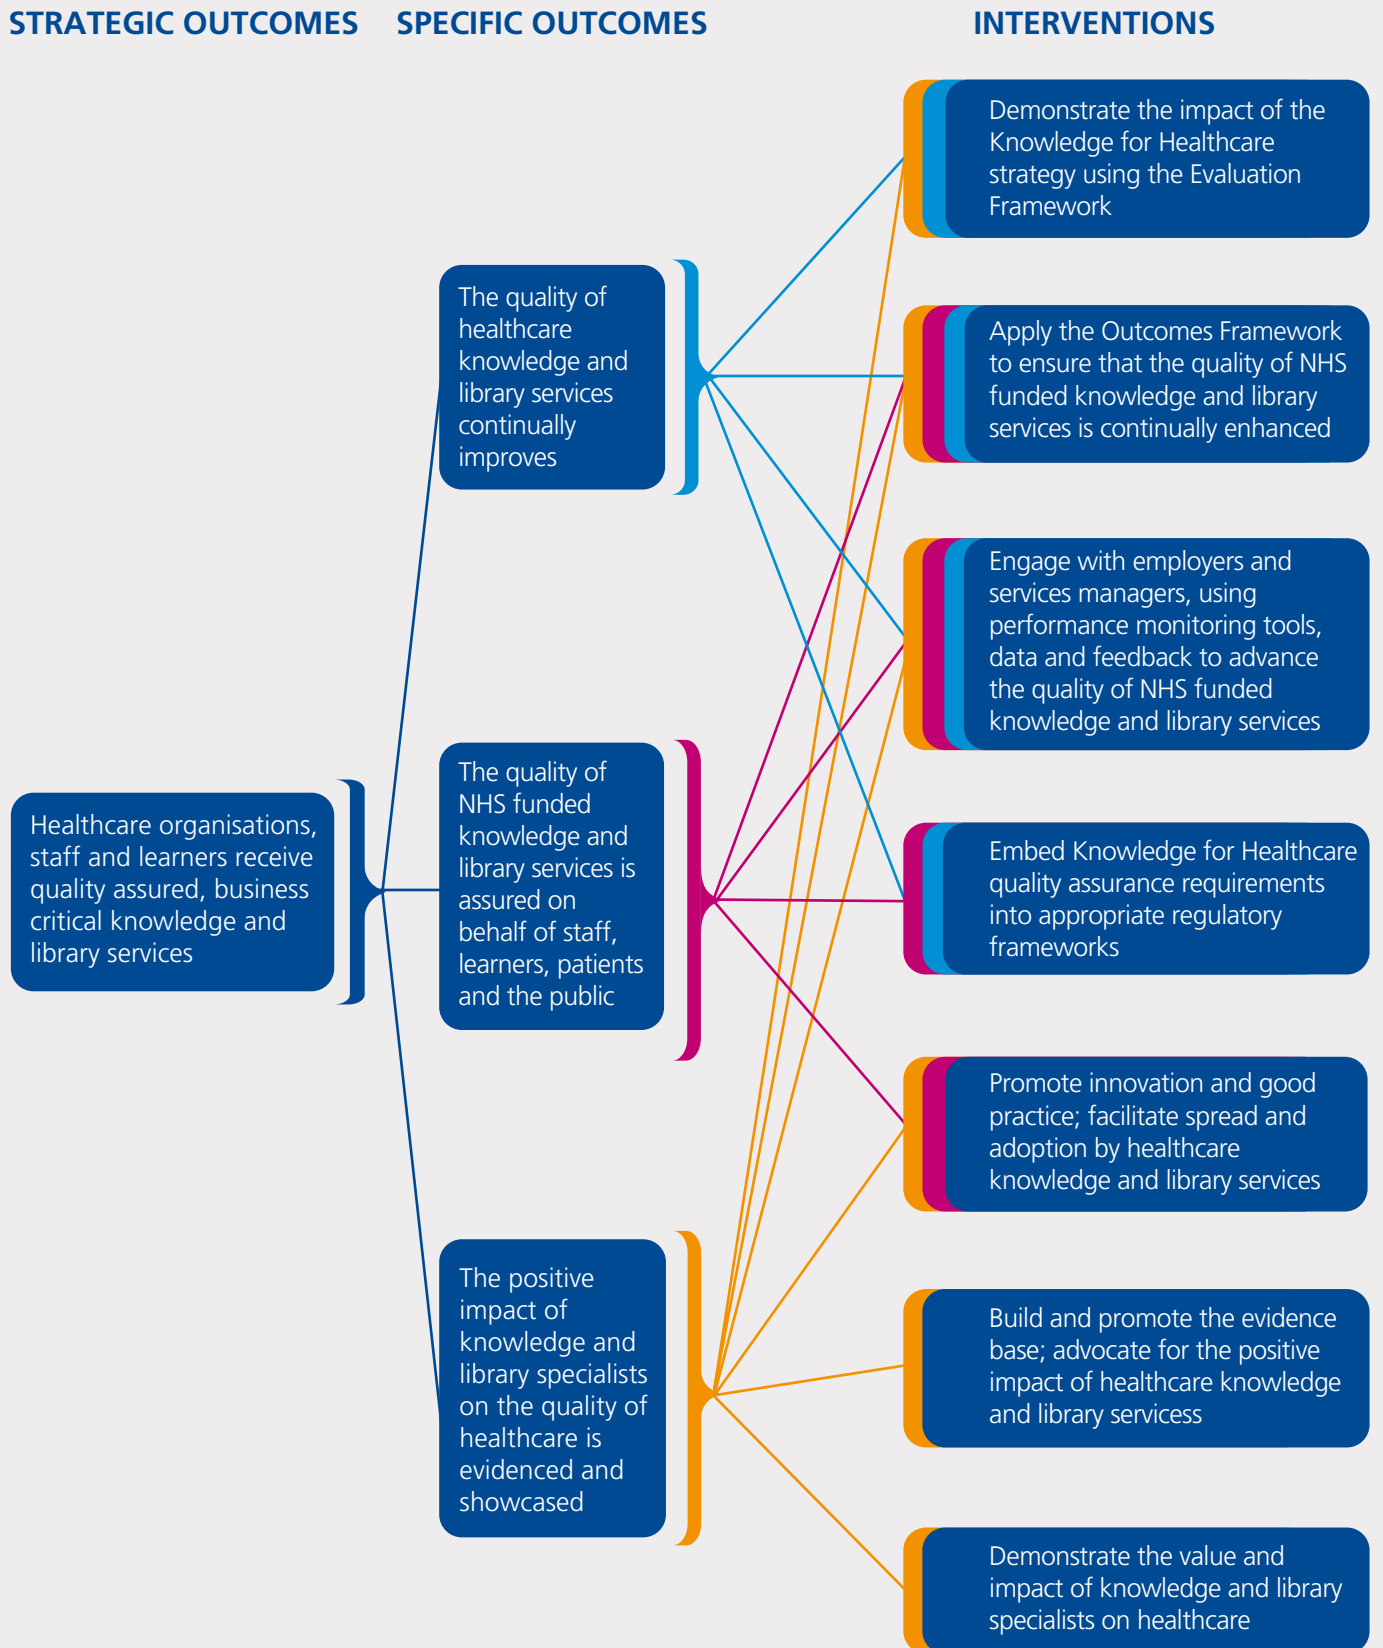 STRATEGIC OUTCOMES
SPECIFIC OUTCOMES
INTERVENTIONS
Healthcare organisations,
staff and learners receive
quality assured, business
critical knowledge and
library services
The quality of
healthcare
knowledge and
library services
continually
improves
The quality of
NHS funded
knowledge and
library services is
assured on
behalf of staff,
learners, patients
and the public
The positive
impact of
knowledge and
library specialists
on the quality of
healthcare is
evidenced and
showcased
Demonstrate the impact of the
Knowledge for Healthcare
strategy using the Evaluation
Framework
Apply the Outcomes Framework
to ensure that the quality of NHS
funded knowledge and library
services is continually enhanced
Engage with employers and
services managers, using
performance monitoring tools,
data and feedback to advance
the quality of NHS funded
knowledge and library services
Embed Knowledge for Healthcare
quality assurance requirements
into appropriate regulatory
frameworks
Promote innovation and good
practice; facilitate spread and
adoption by healthcare
knowledge and library services
Build and promote the evidence
base; advocate for the positive
impact of healthcare knowledge
and library servicess
Demonstrate the value and
impact of knowledge and library
specialists on healthcare